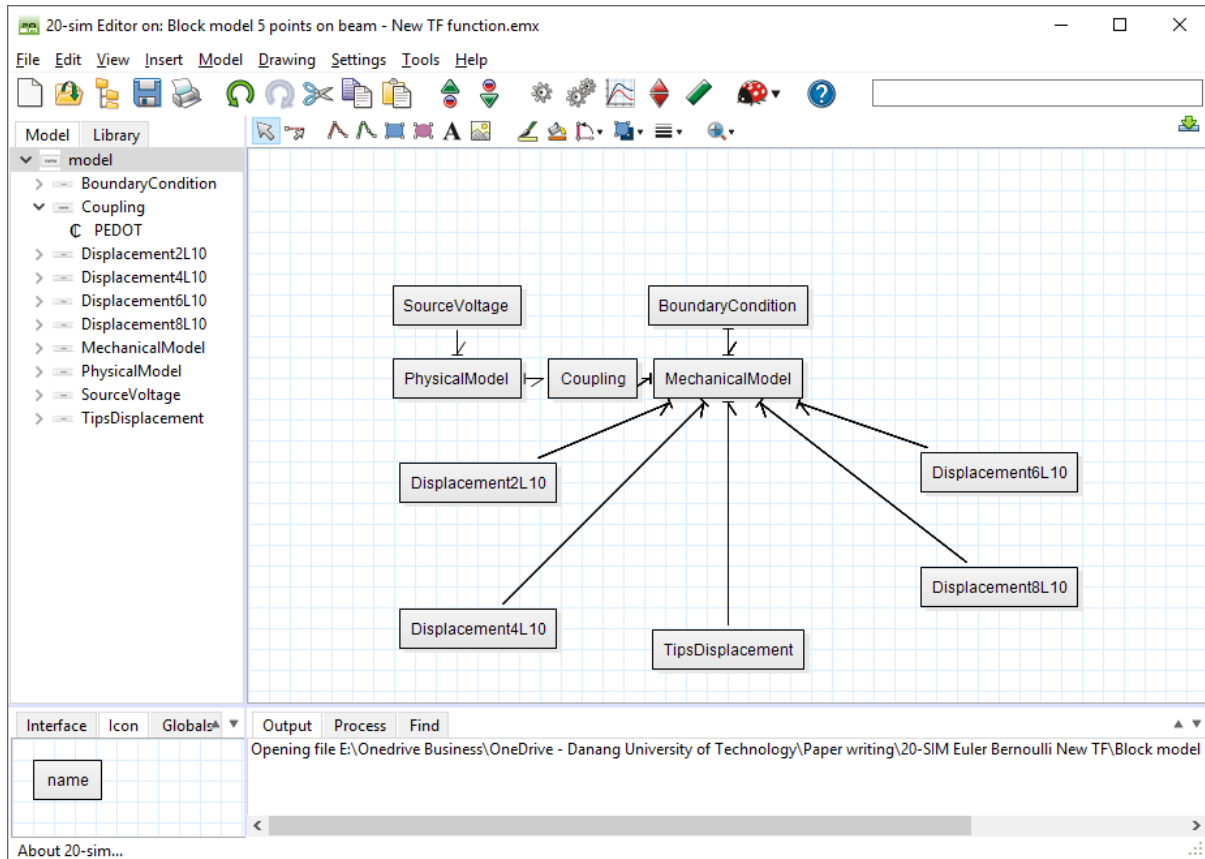 20-sim Editor on: Block model 5 points on beam - New TF function.emx
File Edit View Insert Model Drawing Settings Tools Help
Model Library
A
model
BoundaryCondition
Coupling
PEDOT
Displacement2L10
Displacement4L10
Displacement6L10
Displacement8L10
MechanicalModel
PhysicalModel
SourceVoltage
TipsDisplacement
SourceVoltage BoundaryCondition
PhysicalModel Coupling MechanicalModel
Displacement2L10 Displacement6L10
Displacement4L10 Displacement8L10
TipsDisplacement
Interface Icon Globals
name
Output Process Find
Opening file E:\Onedrive Business\OneDrive - Danang University of Technology\Paper writing\20-SIM Euler Bernoulli New TF\Block model
About 20-sim...